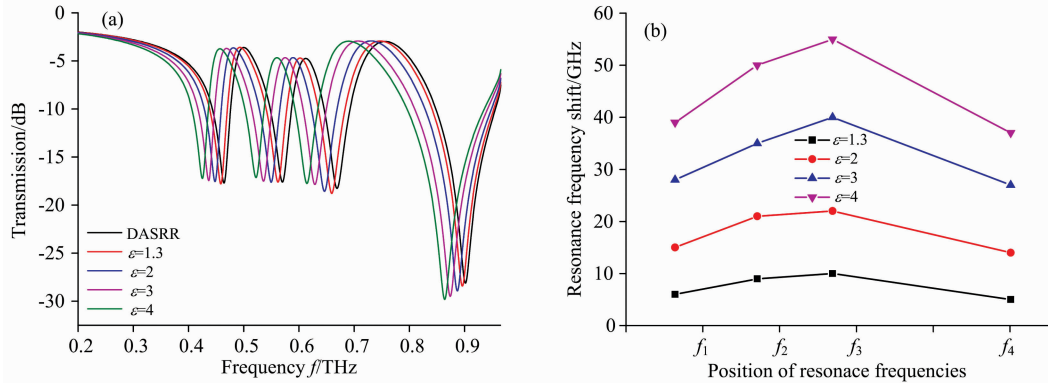 (a)
Transmission/dB
0
-5
-10
-15
-20
-25
-30
DASRR
ε=1.3
ε=2
ε=3
ε=4
0.2 0.3 0.4 0.5 0.6 0.7 0.8 0.9
Frequency f/THz
(b)
Resonance frequency shift/GHz
60
50
40
30
20
10
0
ε=1.3
ε=2
ε=3
ε=4
f1 f2 f3 f4
Position of resonace frequencies